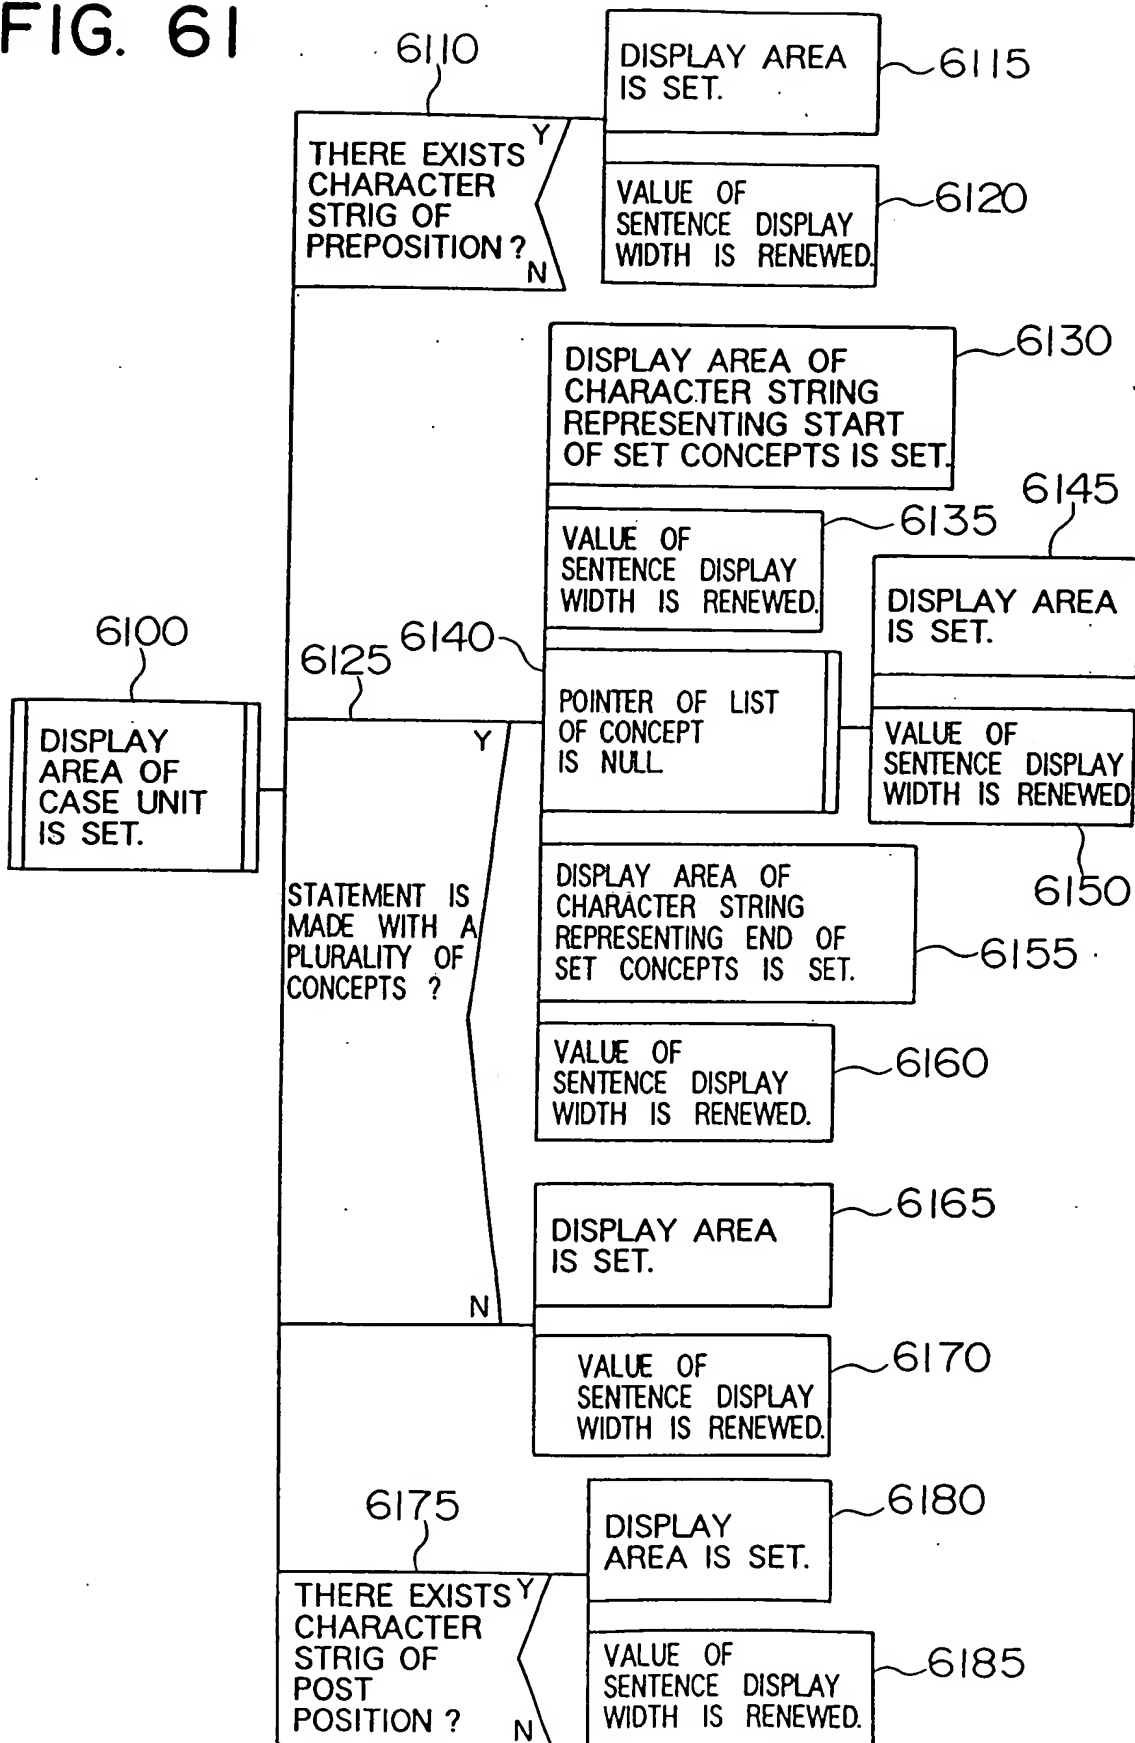 FIG. 61
6110
THERE EXISTS
CHARACTER
STRIG OF
PREPOSITION ?
Y
N
DISPLAY AREA
IS SET.
6115
VALUE OF
SENTENCE DISPLAY
WIDTH IS RENEWED.
6120
DISPLAY AREA OF
CHARACTER STRING
REPRESENTING START
OF SET CONCEPTS IS SET.
6130
VALUE OF
SENTENCE DISPLAY
WIDTH IS RENEWED.
6135
6145
DISPLAY AREA
IS SET.
6100
DISPLAY
AREA OF
CASE UNIT
IS SET.
6125
6140
POINTER OF LIST
OF CONCEPT
IS NULL
VALUE OF
SENTENCE DISPLAY
WIDTH IS RENEWED
6150
Y
STATEMENT IS
MADE WITH A
PLURALITY OF
CONCEPTS ?
N
DISPLAY AREA OF
CHARACTER STRING
REPRESENTING END OF
SET CONCEPTS IS SET.
6155
VALUE OF
SENTENCE DISPLAY
WIDTH IS RENEWED.
6160
DISPLAY AREA
IS SET.
6165
VALUE OF
SENTENCE DISPLAY
WIDTH IS RENEWED.
6170
6175
THERE EXISTS
CHARACTER
STRIG OF
POST
POSITION ?
Y
N
DISPLAY
AREA IS SET.
6180
VALUE OF
SENTENCE DISPLAY
WIDTH IS RENEWED.
6185